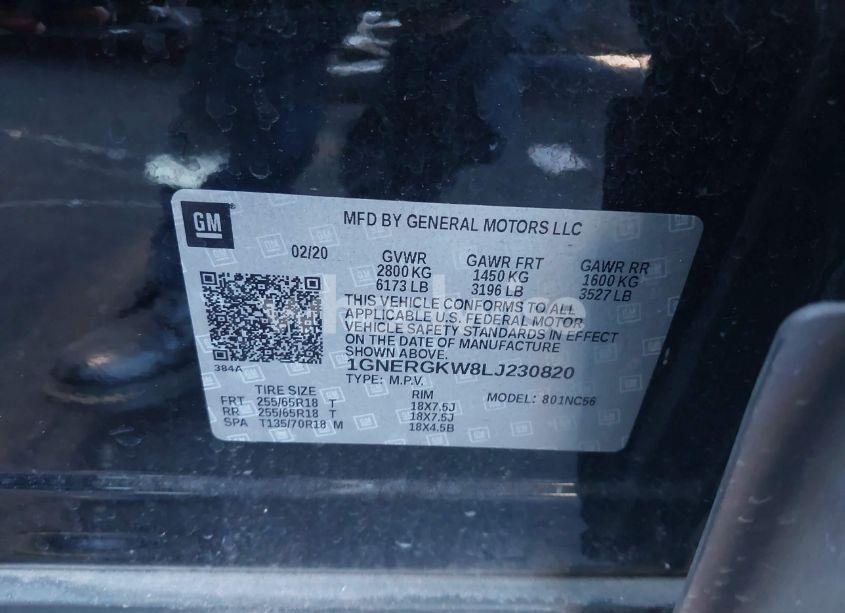 GM
MFD BY GENERAL MOTORS LLC
02/20 GVWR GAWR FRT GAWR RR
2800 KG 1450 KG 1600 KG
6173 LB 3196 LB 3527 LB
THIS VEHICLE CONFORMS TO ALL
APPLICABLE U.S. FEDERAL MOTOR
VEHICLE SAFETY STANDARDS IN EFFECT
ON THE DATE OF MANUFACTURE
SHOWN ABOVE.
384A 1GNERGKW8LJ230820
TYPE: M.P.V. MODEL: 801NC56
TIRE SIZE RIM
FRT 255/65R18 T 18X7.5J
RR 255/65R18 T 18X7.5J
SPA T135/70R18 M 18X4.5B